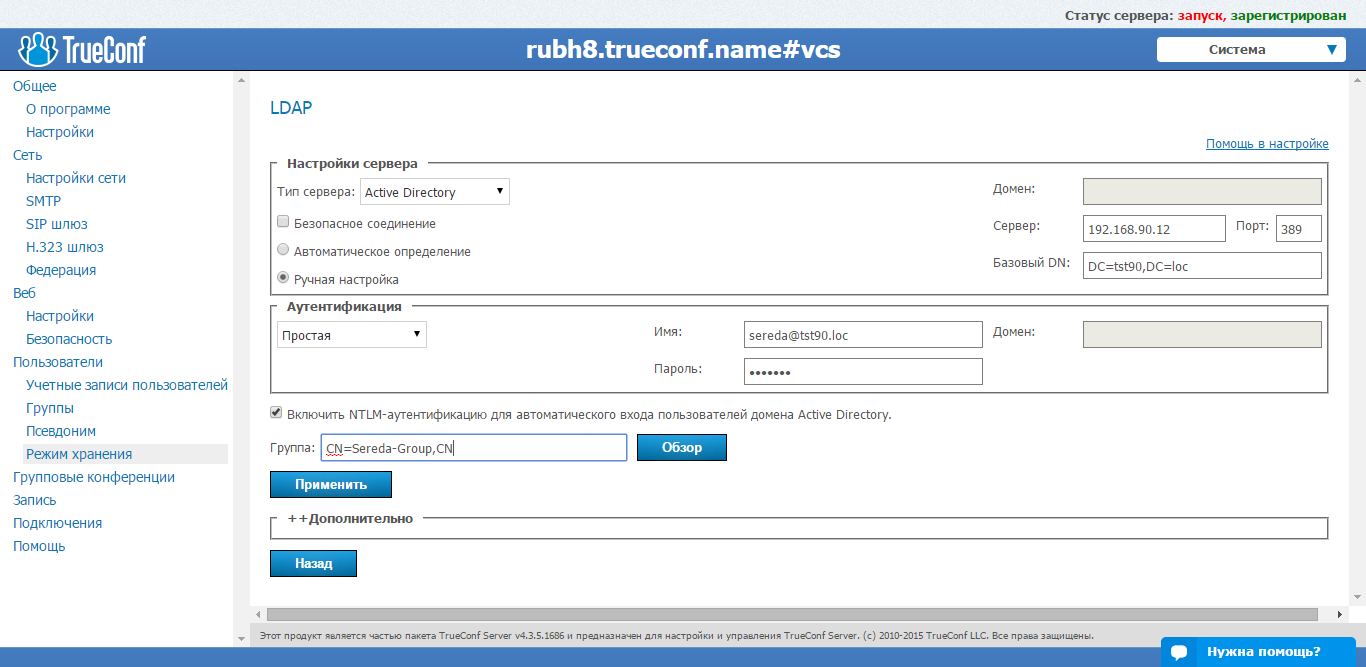 Статус сервера: запуск, зарегистрирован
TrueConf
rubh8.trueconf.name#vcs
Система
Общее
О программе
Настройки
Сеть
Настройки сети
SMTP
SIP шлюз
H.323 шлюз
Федерация
Веб
Настройки
Безопасность
Пользователи
Учетные записи пользователей
Группы
Псевдоним
Режим хранения
Групповые конференции
Запись
Подключения
Помощь
LDAP
Помощь в настройке
Настройки сервера
Тип сервера: Active Directory
Безопасное соединение
Автоматическое определение
Ручная настройка
Домен:
Сервер: 192.168.90.12 Порт: 389
Базовый DN: DC=tst90,DC=loc
Аутентификация
Простая
Имя: sereda@tst90.loc
Домен:
Пароль: •••••••
Включить NTLM-аутентификацию для автоматического входа пользователей домена Active Directory.
Группа: CN=Sereda-Group,CN Обзор
Применить
++Дополнительно
Назад
Этот продукт является частью пакета TrueConf Server v4.3.5.1686 и предназначен для настройки и управления TrueConf Server. (c) 2010-2015 TrueConf LLC. Все права защищены.
Нужна помощь?